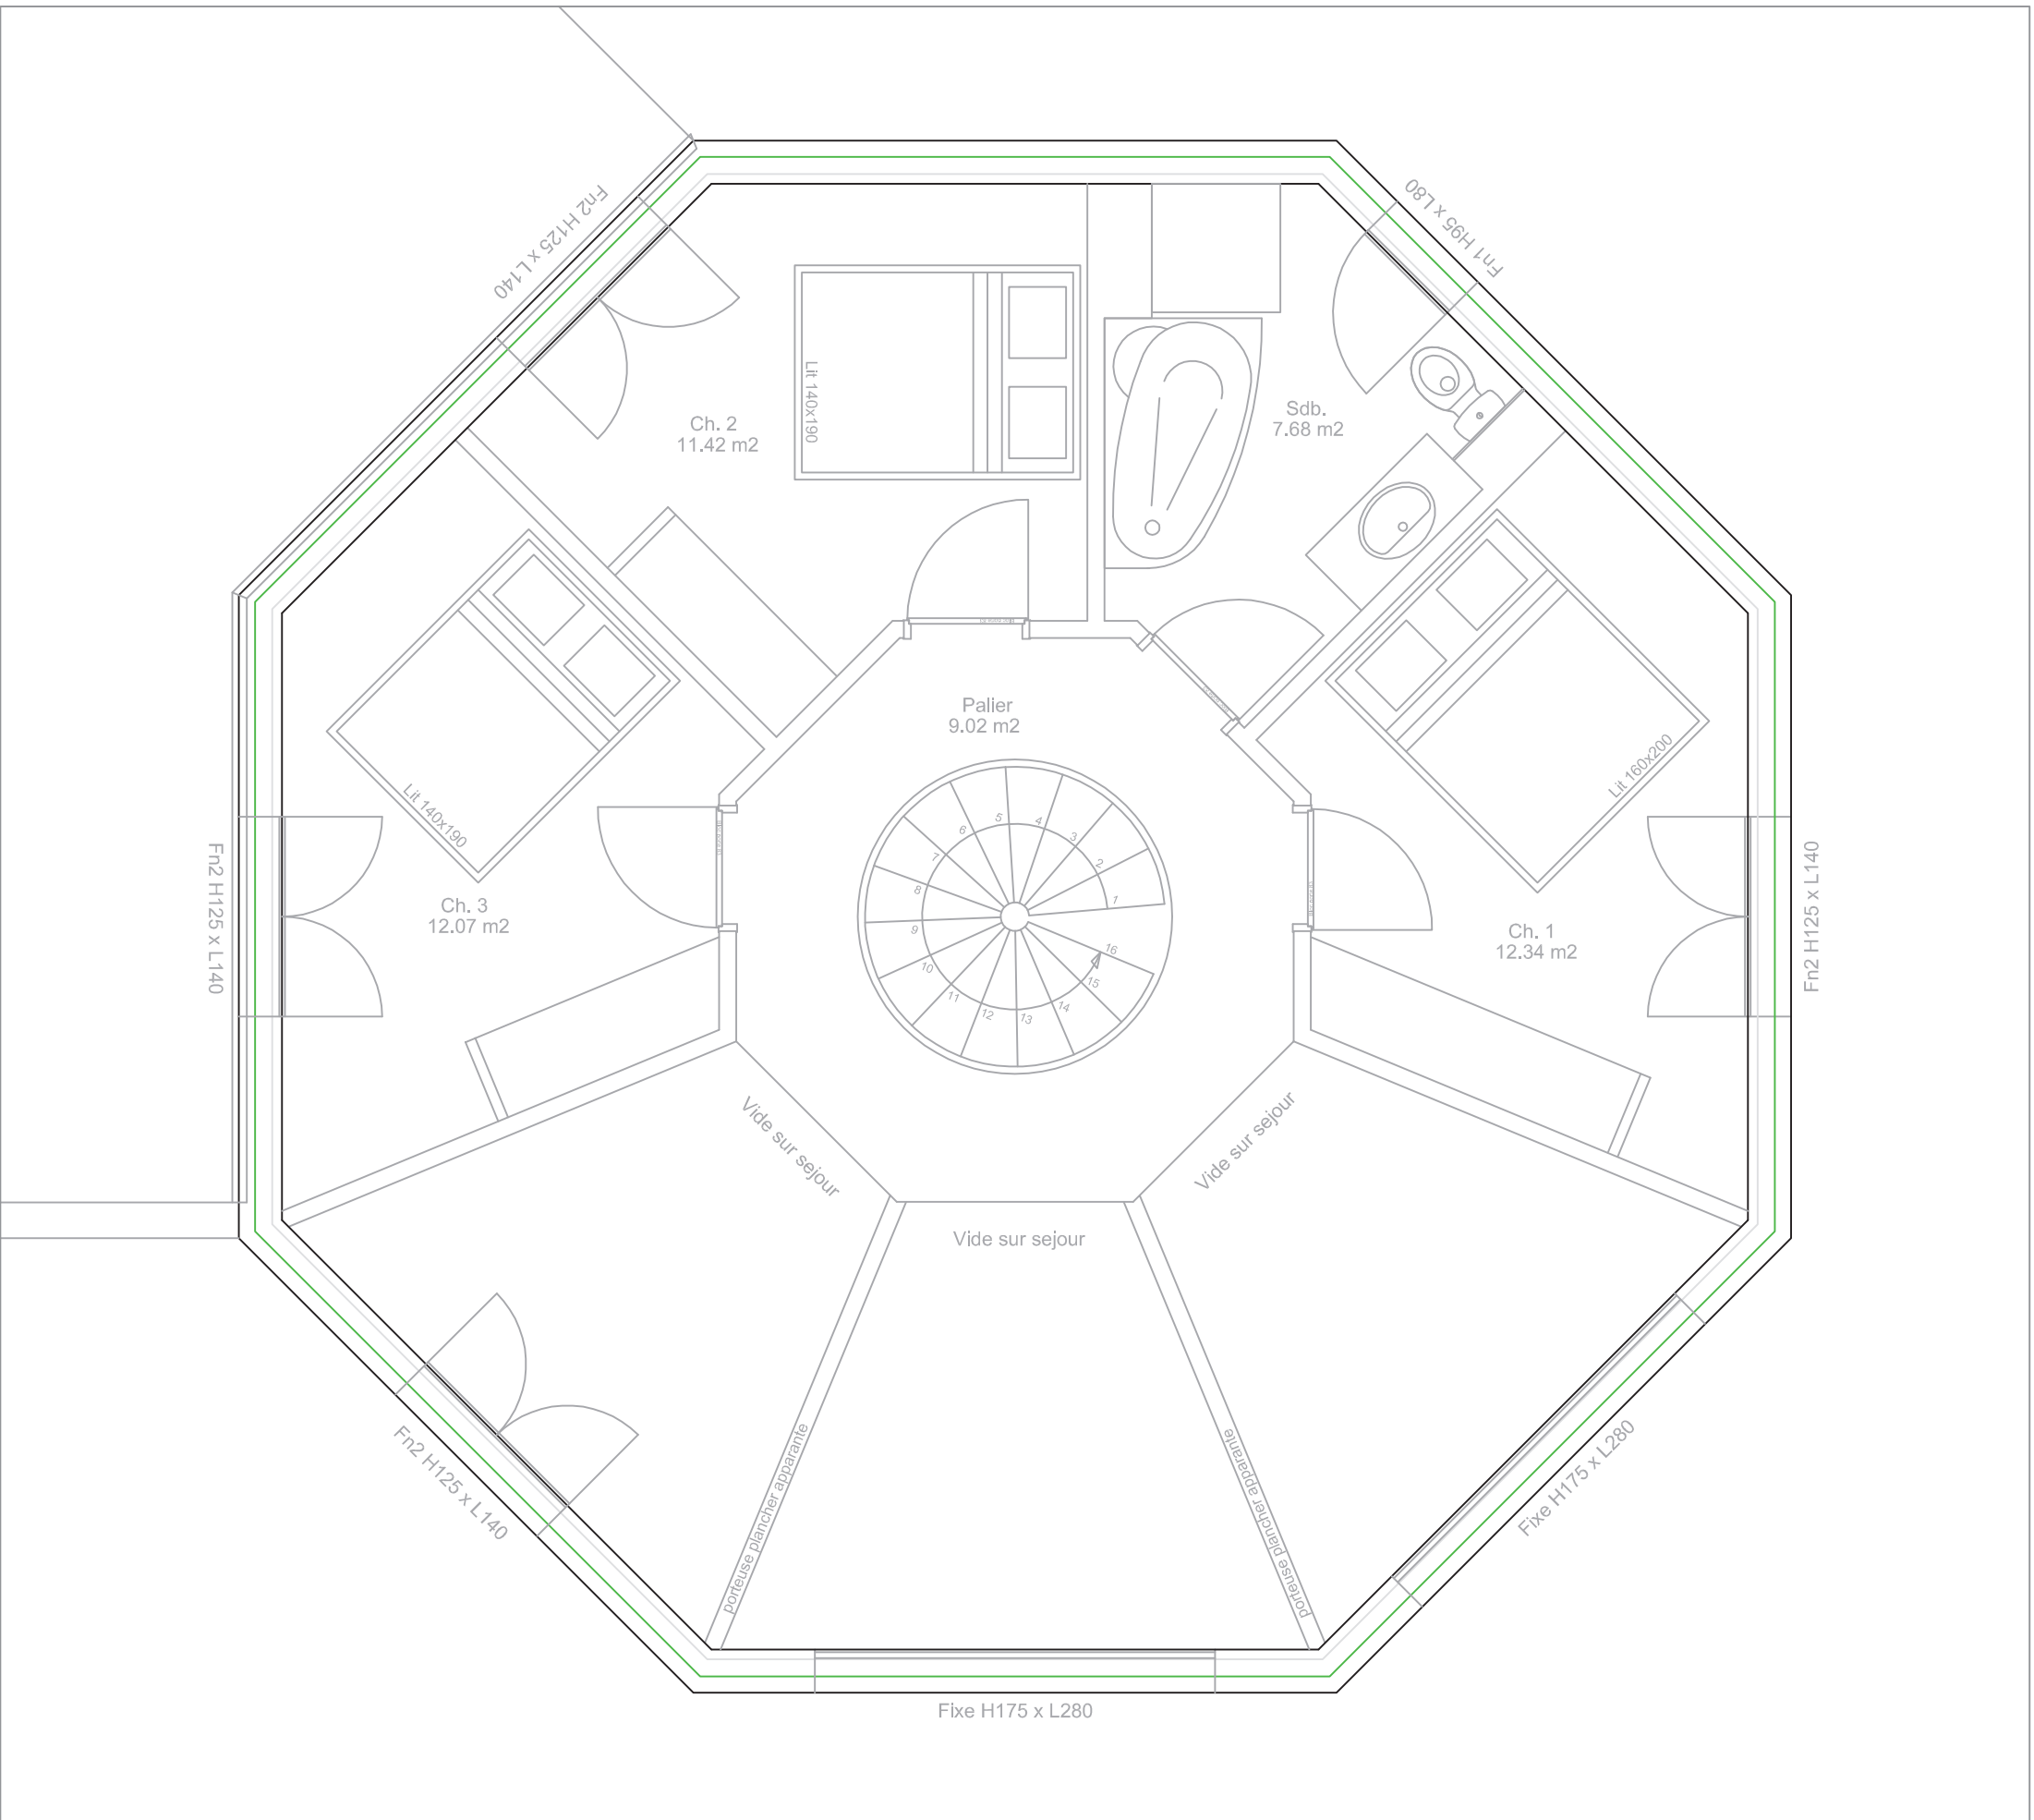 Fn2 H125 x L140
Fn1 H95 x L80
Lit 140x190
Ch. 2
11.42 m2
Sdb.
7.68 m2
Palier
9.02 m2
Lit 140x190
Lit 160x200
Ch. 3
12.07 m2
Ch. 1
12.34 m2
Fn2 H125 x L140
Fn2 H125 x L140
1
2
3
4
5
6
7
8
9
10
11
12
13
14
15
16
Vide sur sejour
Vide sur sejour
Vide sur sejour
porteuse plancher apparante
porteuse plancher apparante
Fn2 H125 x L140
Fixe H175 x L280
Fixe H175 x L280